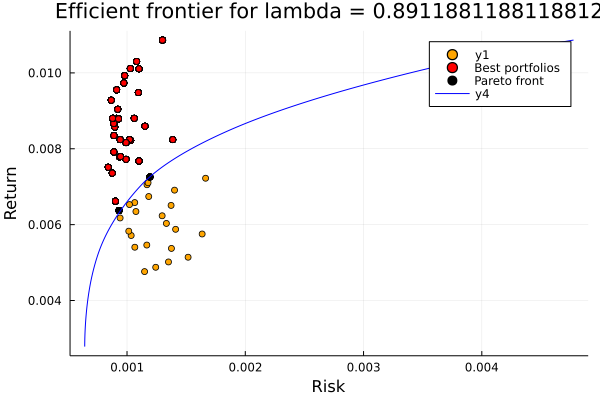 Efficient frontier for lambda = 0.8911881188118812
y1
Best portfolios
Pareto front
y4
0.010
0.008
0.006
0.004
Return
0.001
0.002
0.003
0.004
Risk